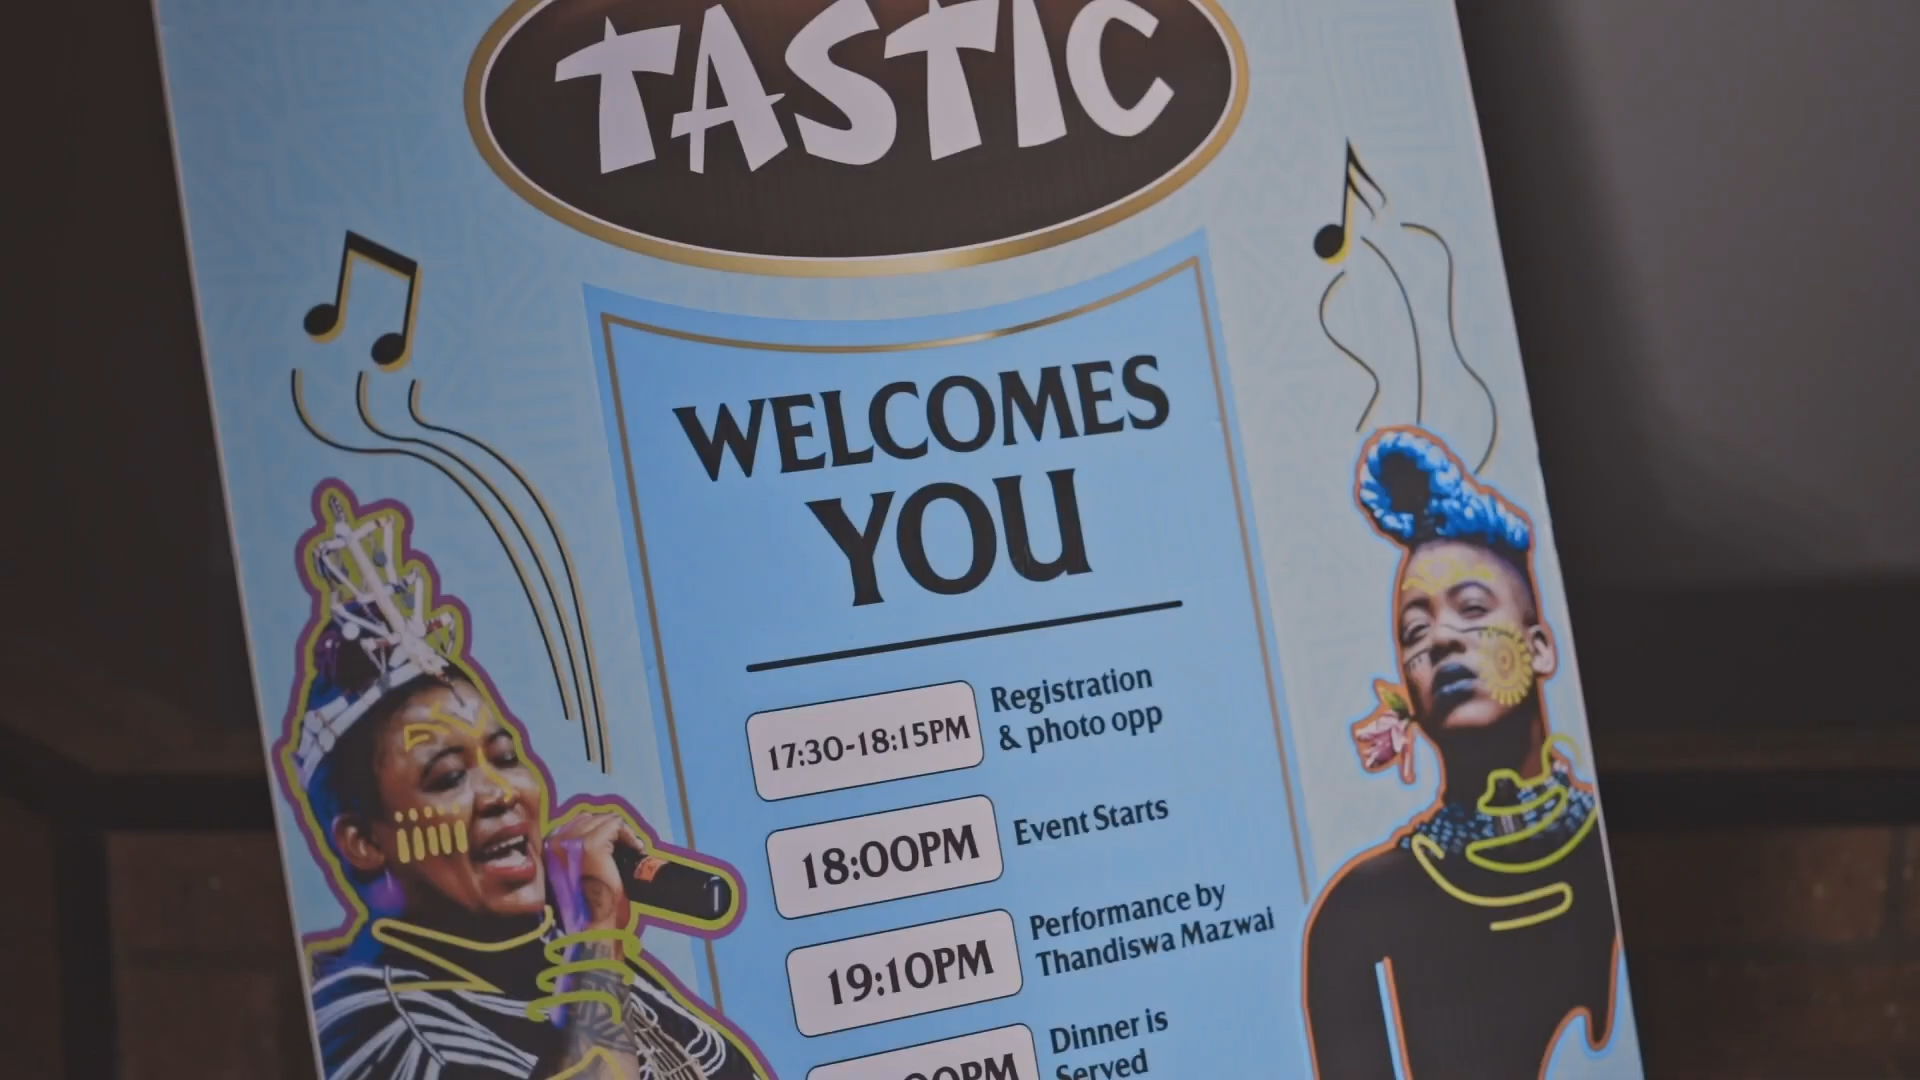 TASTIC
WELCOMES
YOU
17:30-18:15PM
Registration
& photo opp
18:00PM
Event Starts
19:10PM
Performance by
Thandiswa Mazwai
Dinner is
Served